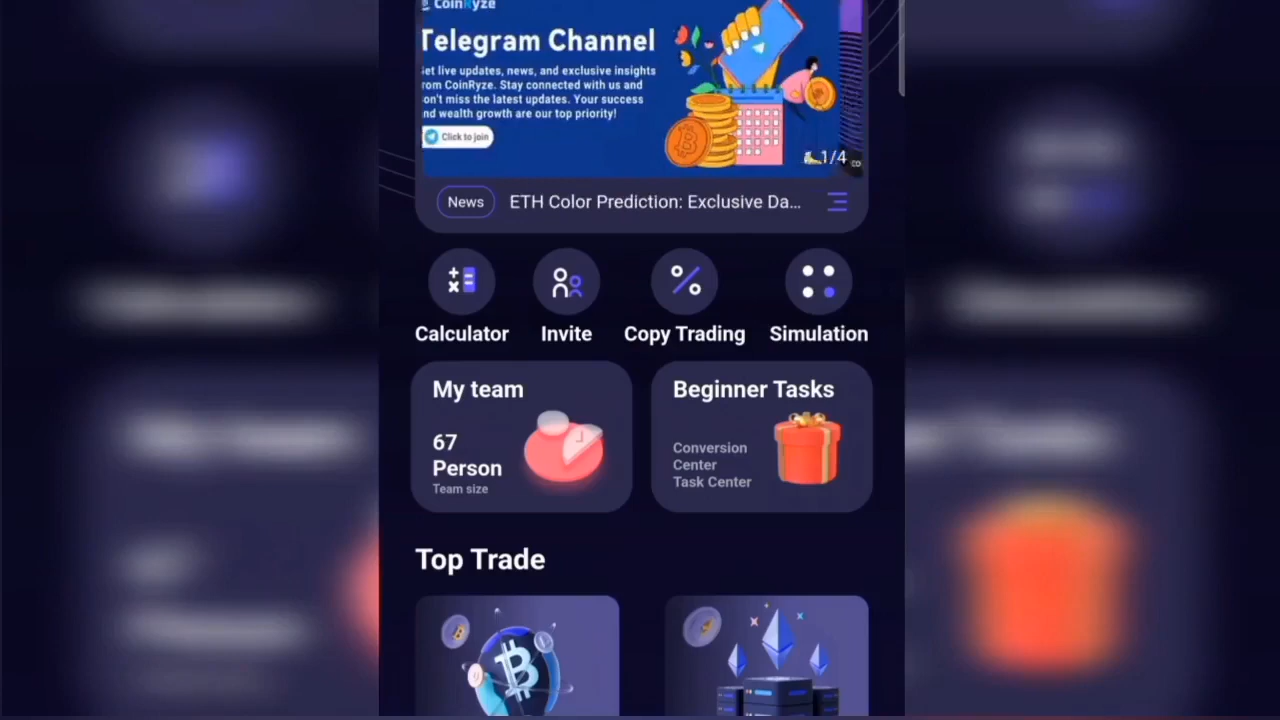 CoinRyze
Telegram Channel
et live updates, news, and exclusive insights
rom CoinRyze. Stay connected with us and
on't miss the latest updates. Your success
nd wealth growth are our top priority!
Click to join
1/4
CO
News
ETH Color Prediction: Exclusive Da...
Calculator
Invite
Copy Trading
Simulation
My team
67
Person
Team size
Beginner Tasks
Conversion
Center
Task Center
Top Trade